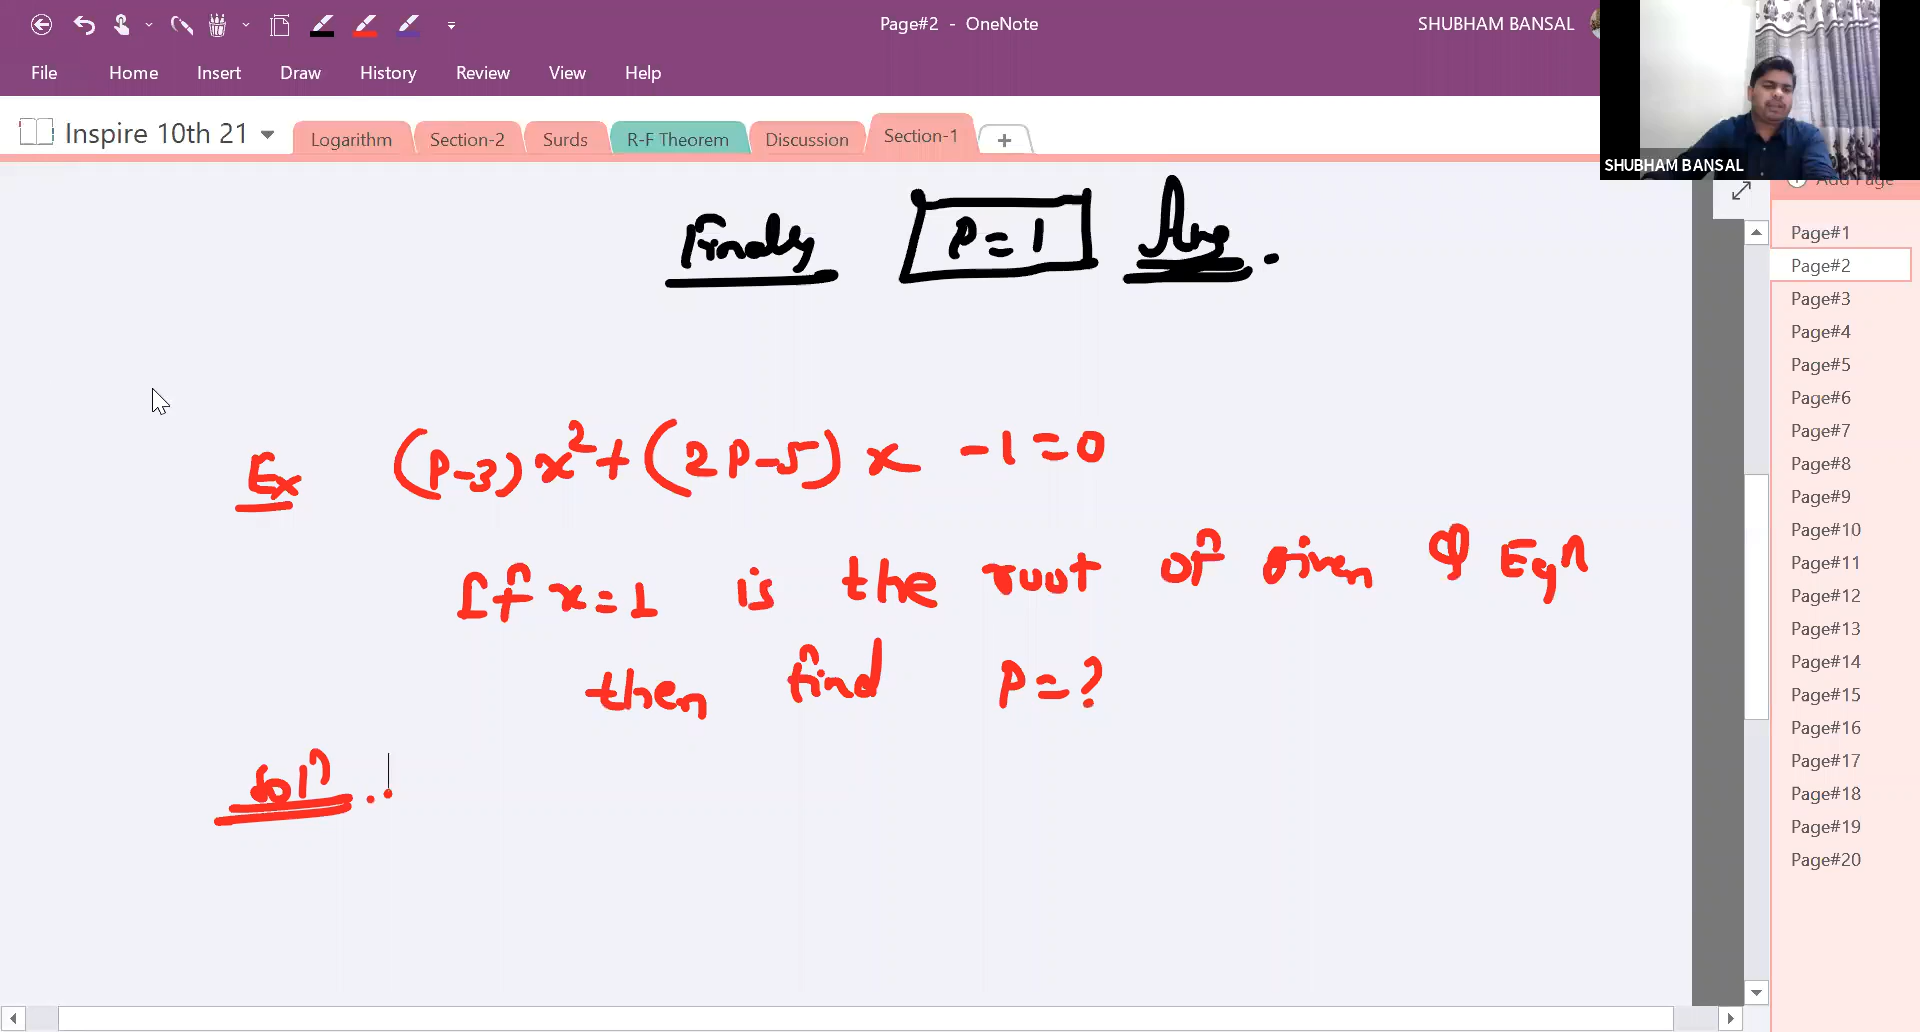 Page#2 - OneNote
SHUBHAM BANSAL
File Home Insert Draw History Review View Help
SHUBHAM BANSAL
Inspire 10th 21
Logarithm Section-2 Surds R-F Theorem Discussion Section-1 +
Add Page
Finally P=1 Ans.
Ex (P-3)x²+(2P-5)x -1=0
If x=1 is the root of given Q Eqn
then find P=?
Soln ..
Page#1
Page#2
Page#3
Page#4
Page#5
Page#6
Page#7
Page#8
Page#9
Page#10
Page#11
Page#12
Page#13
Page#14
Page#15
Page#16
Page#17
Page#18
Page#19
Page#20